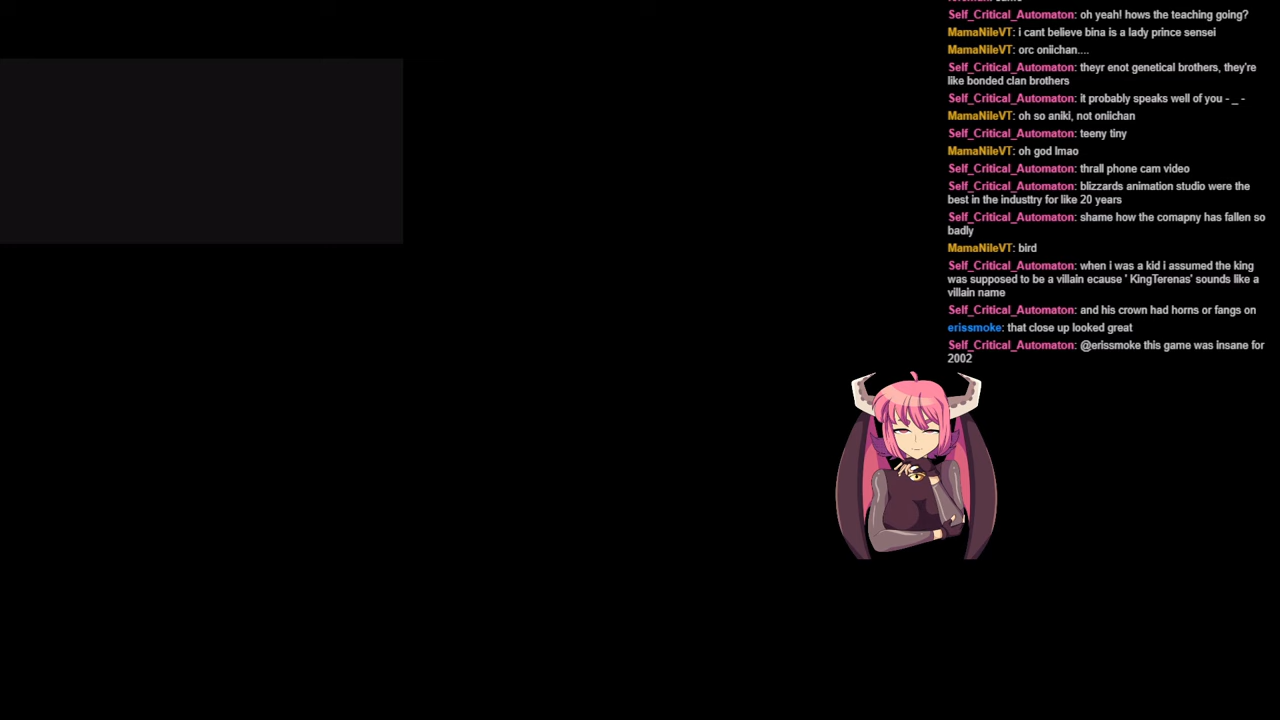 Self_Critical_Automaton: oh yeah! hows the teaching going?
MamaNileVT: i cant believe bina is a lady prince sensei
MamaNileVT: orc oniichan....
Self_Critical_Automaton: theyr enot genetical brothers, they're
like bonded clan brothers
Self_Critical_Automaton: it probably speaks well of you - _ -
MamaNileVT: oh so aniki, not oniichan
Self_Critical_Automaton: teeny tiny
MamaNileVT: oh god lmao
Self_Critical_Automaton: thrall phone cam video
Self_Critical_Automaton: blizzards animation studio were the
best in the industtry for like 20 years
Self_Critical_Automaton: shame how the comapny has fallen so
badly
MamaNileVT: bird
Self_Critical_Automaton: when i was a kid i assumed the king
was supposed to be a villain ecause ' KIngTerenas' sounds like a
villain name
Self_Critical_Automaton: and his crown had horns or fangs on
erissmoke: that close up looked great
Self_Critical_Automaton: @erissmoke this game was insane for
2002